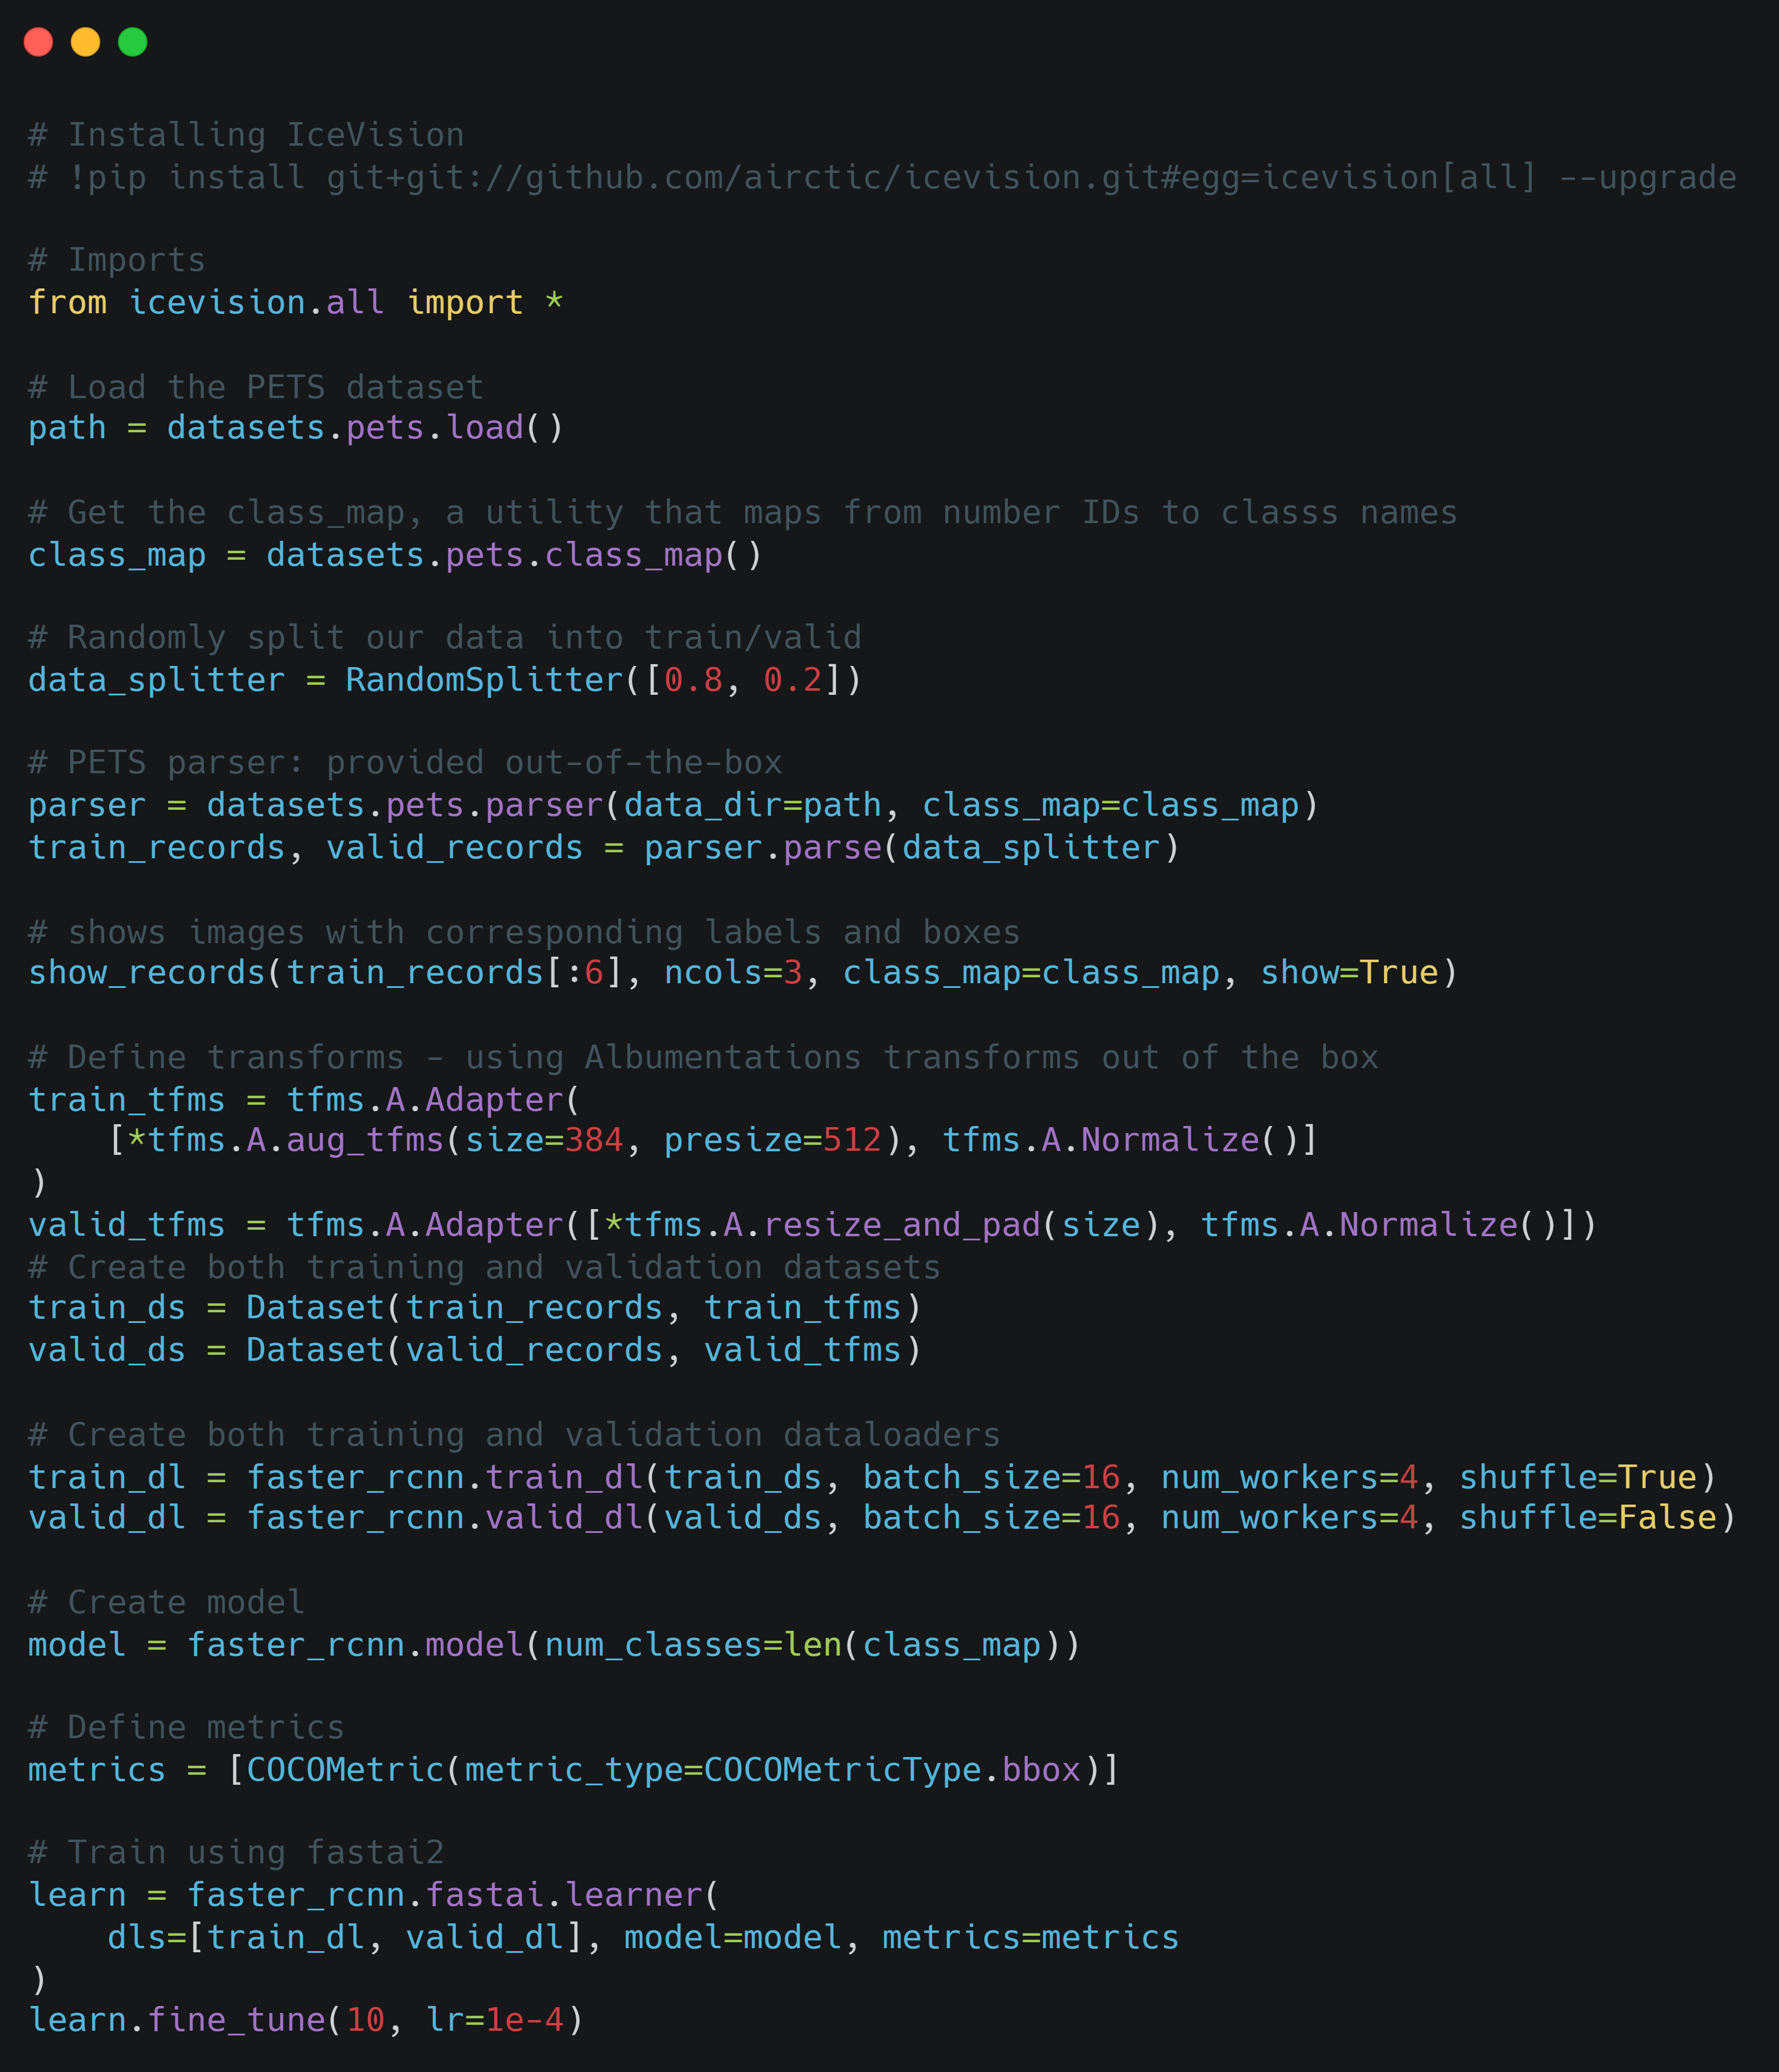 # Installing IceVision
# !pip install git+git://github.com/airctic/icevision.git#egg=icevision[all] --upgrade
# Imports
from icevision.all import *
# Load the PETS dataset
path = datasets.pets.load()
# Get the class_map, a utility that maps from number IDs to classs names
class_map = datasets.pets.class_map()
# Randomly split our data into train/valid
data_splitter = RandomSplitter([0.8, 0.2])
# PETS parser: provided out-of-the-box
parser = datasets.pets.parser(data_dir=path, class_map=class_map)
train_records, valid_records = parser.parse(data_splitter)
# shows images with corresponding labels and boxes
show_records(train_records[:6], ncols=3, class_map=class_map, show=True)
# Define transforms - using Albumentations transforms out of the box
train_tfms = tfms.A.Adapter(
    [*tfms.A.aug_tfms(size=384, presize=512), tfms.A.Normalize()]
)
valid_tfms = tfms.A.Adapter([*tfms.A.resize_and_pad(size), tfms.A.Normalize()])
# Create both training and validation datasets
train_ds = Dataset(train_records, train_tfms)
valid_ds = Dataset(valid_records, valid_tfms)
# Create both training and validation dataloaders
train_dl = faster_rcnn.train_dl(train_ds, batch_size=16, num_workers=4, shuffle=True)
valid_dl = faster_rcnn.valid_dl(valid_ds, batch_size=16, num_workers=4, shuffle=False)
# Create model
model = faster_rcnn.model(num_classes=len(class_map))
# Define metrics
metrics = [COCOMetric(metric_type=COCOMetricType.bbox)]
# Train using fastai2
learn = faster_rcnn.fastai.learner(
    dls=[train_dl, valid_dl], model=model, metrics=metrics
)
learn.fine_tune(10, lr=1e-4)